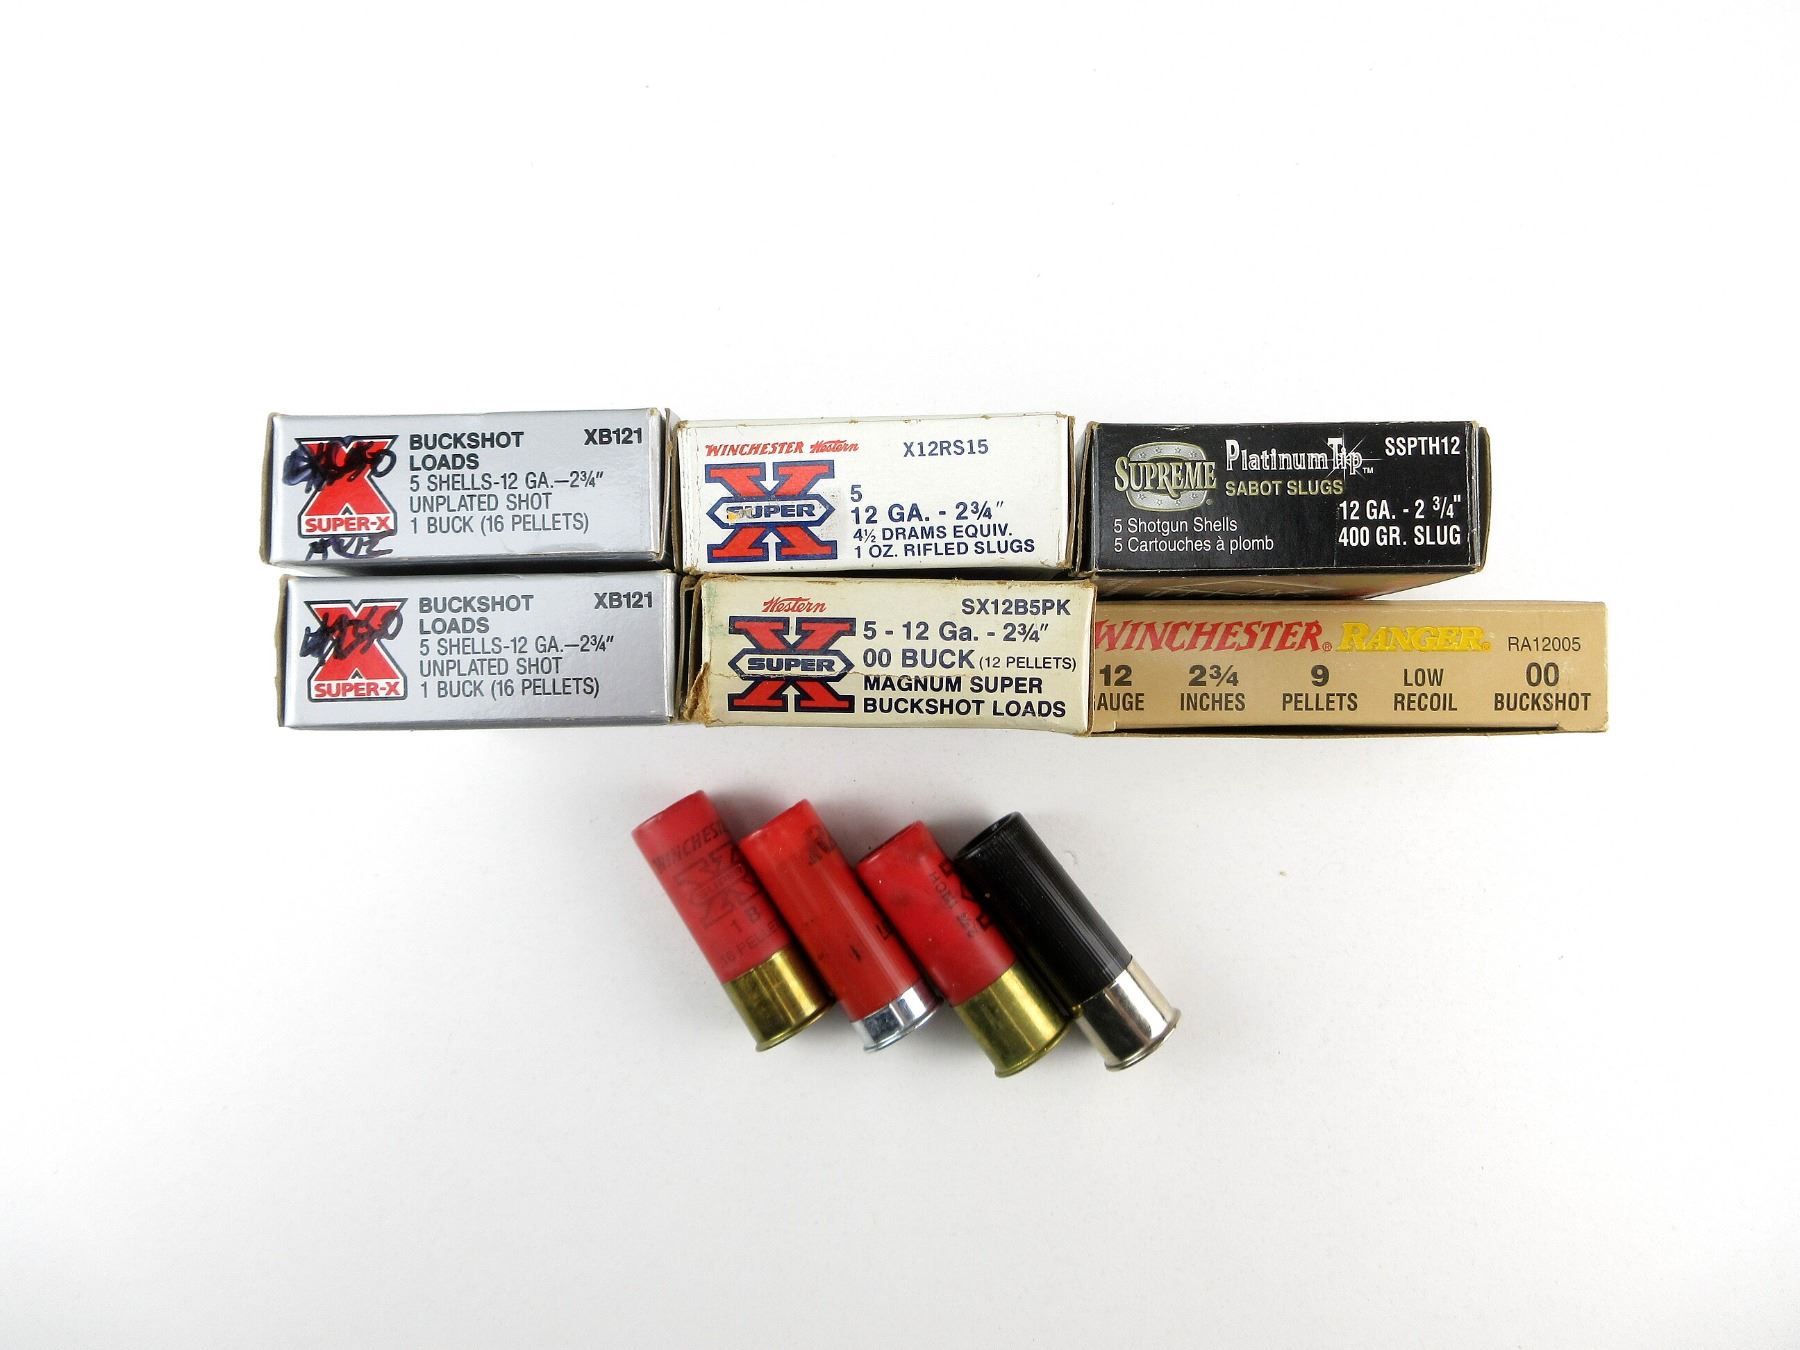 BUCKSHOT LOADS XB121
5 SHELLS-12 GA.—2¾"
UNPLATED SHOT
1 BUCK (16 PELLETS)
SUPER-X
WINCHESTER Western X12RS15
X SUPER
5
12 GA. - 2¾"
4½ DRAMS EQUIV.
1 OZ. RIFLED SLUGS
SUPREME
Platinum Tip™ SSPTH12
SABOT SLUGS
12 GA. - 2 ¾"
400 GR. SLUG
5 Shotgun Shells
5 Cartouches à plomb
BUCKSHOT LOADS XB121
5 SHELLS-12 GA.—2¾"
UNPLATED SHOT
1 BUCK (16 PELLETS)
SUPER-X
Western SX12B5PK
X SUPER
5 - 12 Ga. - 2¾"
00 BUCK (12 PELLETS)
MAGNUM SUPER
BUCKSHOT LOADS
WINCHESTER® RANGER® RA12005
12 2¾ 9 LOW 00
AUGE INCHES PELLETS RECOIL BUCKSHOT
WINCHESTER
SUPER
1 B
16 PELLE